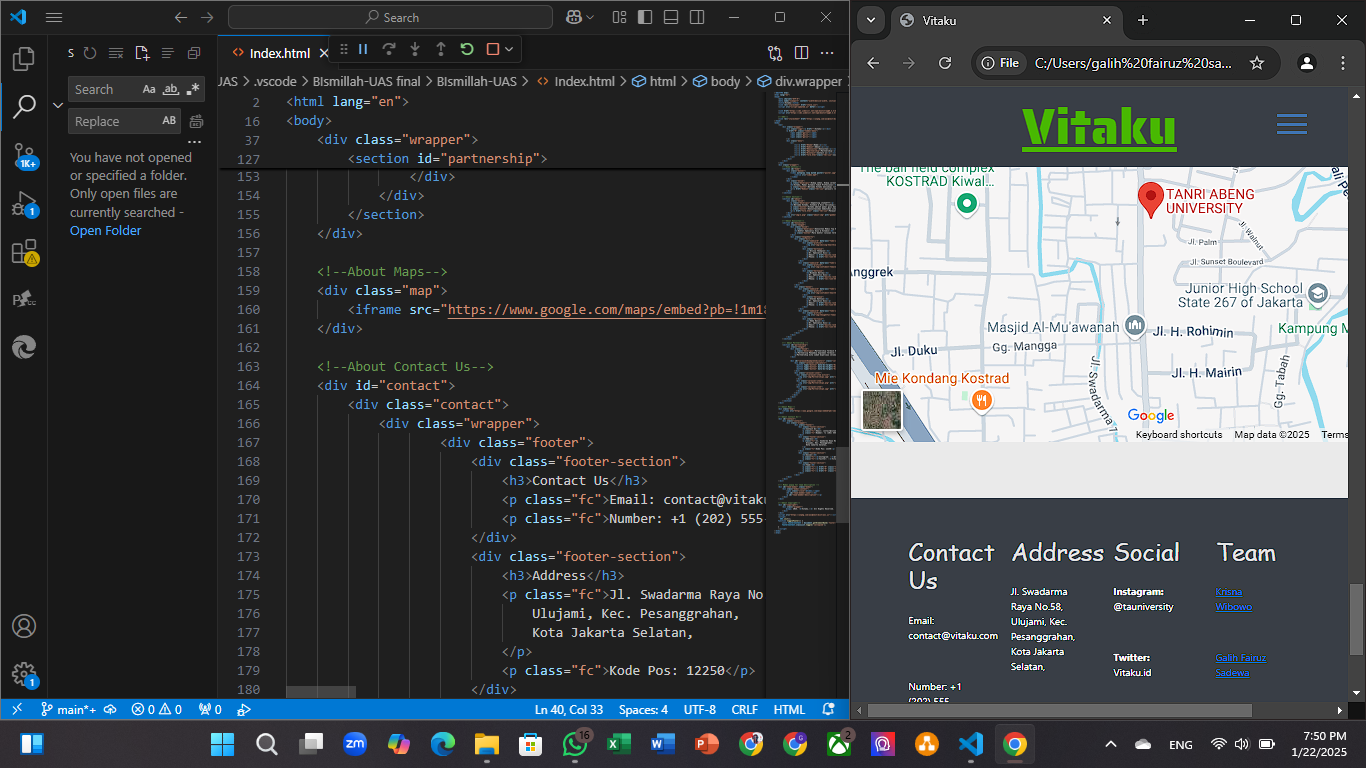 Search
Vitaku
S
Index.html
File
C:/Users/galih%20fairuz%20sa...
Search
Aa
ab
.*
Replace
AB
You have not opened
or specified a folder.
Only open files are
currently searched -
Open Folder
JAS > .vscode > BIsmillah-UAS final > BIsmillah-UAS > Index.html > html > body > div.wrapper
2 <html lang="en">
16 <body>
37 <div class="wrapper">
127 <section id="partnership">
153 </div>
154 </div>
155 </section>
156 </div>
157
158 <!--About Maps-->
159 <div class="map">
160 <iframe src="https://www.google.com/maps/embed?pb=!1m18
161 </div>
162
163 <!--About Contact Us-->
164 <div id="contact">
165 <div class="contact">
166 <div class="wrapper">
167 <div class="footer">
168 <div class="footer-section">
169 <h3>Contact Us</h3>
170 <p class="fc">Email: contact@vitaku
171 <p class="fc">Number: +1 (202) 555-
172 </div>
173 <div class="footer-section">
174 <h3>Address</h3>
175 <p class="fc">Jl. Swadarma Raya No
176 Ulujami, Kec. Pesanggrahan,
177 Kota Jakarta Selatan,
178 </p>
179 <p class="fc">Kode Pos: 12250</p>
180 </div>
1K+
1
1
main*+
0
0
0
Ln 40, Col 33
Spaces: 4
UTF-8
CRLF
HTML
Vitaku
The ball field complex
KOSTRAD Kiwal...
TANRI ABENG
UNIVERSITY
Jl. Palm
Jl. Walnut
Jl. Sunset Boulevard
Anggrek
Junior High School
State 267 of Jakarta
Masjid Al-Mu'awanah
Jl. H. Rohimin
Kampung M
Gg. Mangga
Jl. Duku
Jl. H. Mairin
Gg. Tabah
Jl. Swadarma
Mie Kondang Kostrad
Google
Keyboard shortcuts
Map data ©2025
Terms
Contact
Us
Email:
contact@vitaku.com
Number: +1
(202) 555
Address
Jl. Swadarma
Raya No.58,
Ulujami, Kec.
Pesanggrahan,
Kota Jakarta
Selatan,
Social
Instagram:
@tauniversity
Twitter:
Vitaku.id
Team
Krisna
Wibowo
Galih Fairuz
Sadewa
zm
16
2
ENG
7:50 PM
1/22/2025